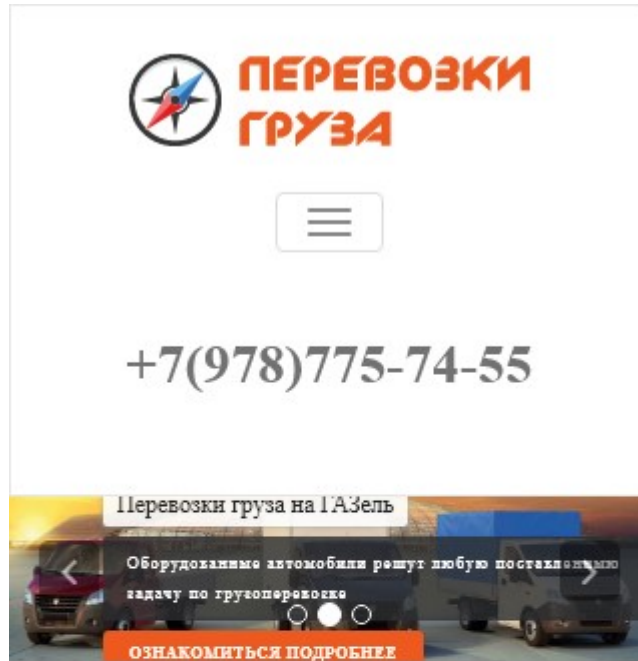 ПЕРЕВОЗКИ
ГРУЗА
+7(978)775-74-55
Перевозки груза на ГАЗель
Оборудованные автомобили решут любую поставленную
задачу по грузоперевозке
ОЗНАКОМИТЬСЯ ПОДРОБНЕЕ